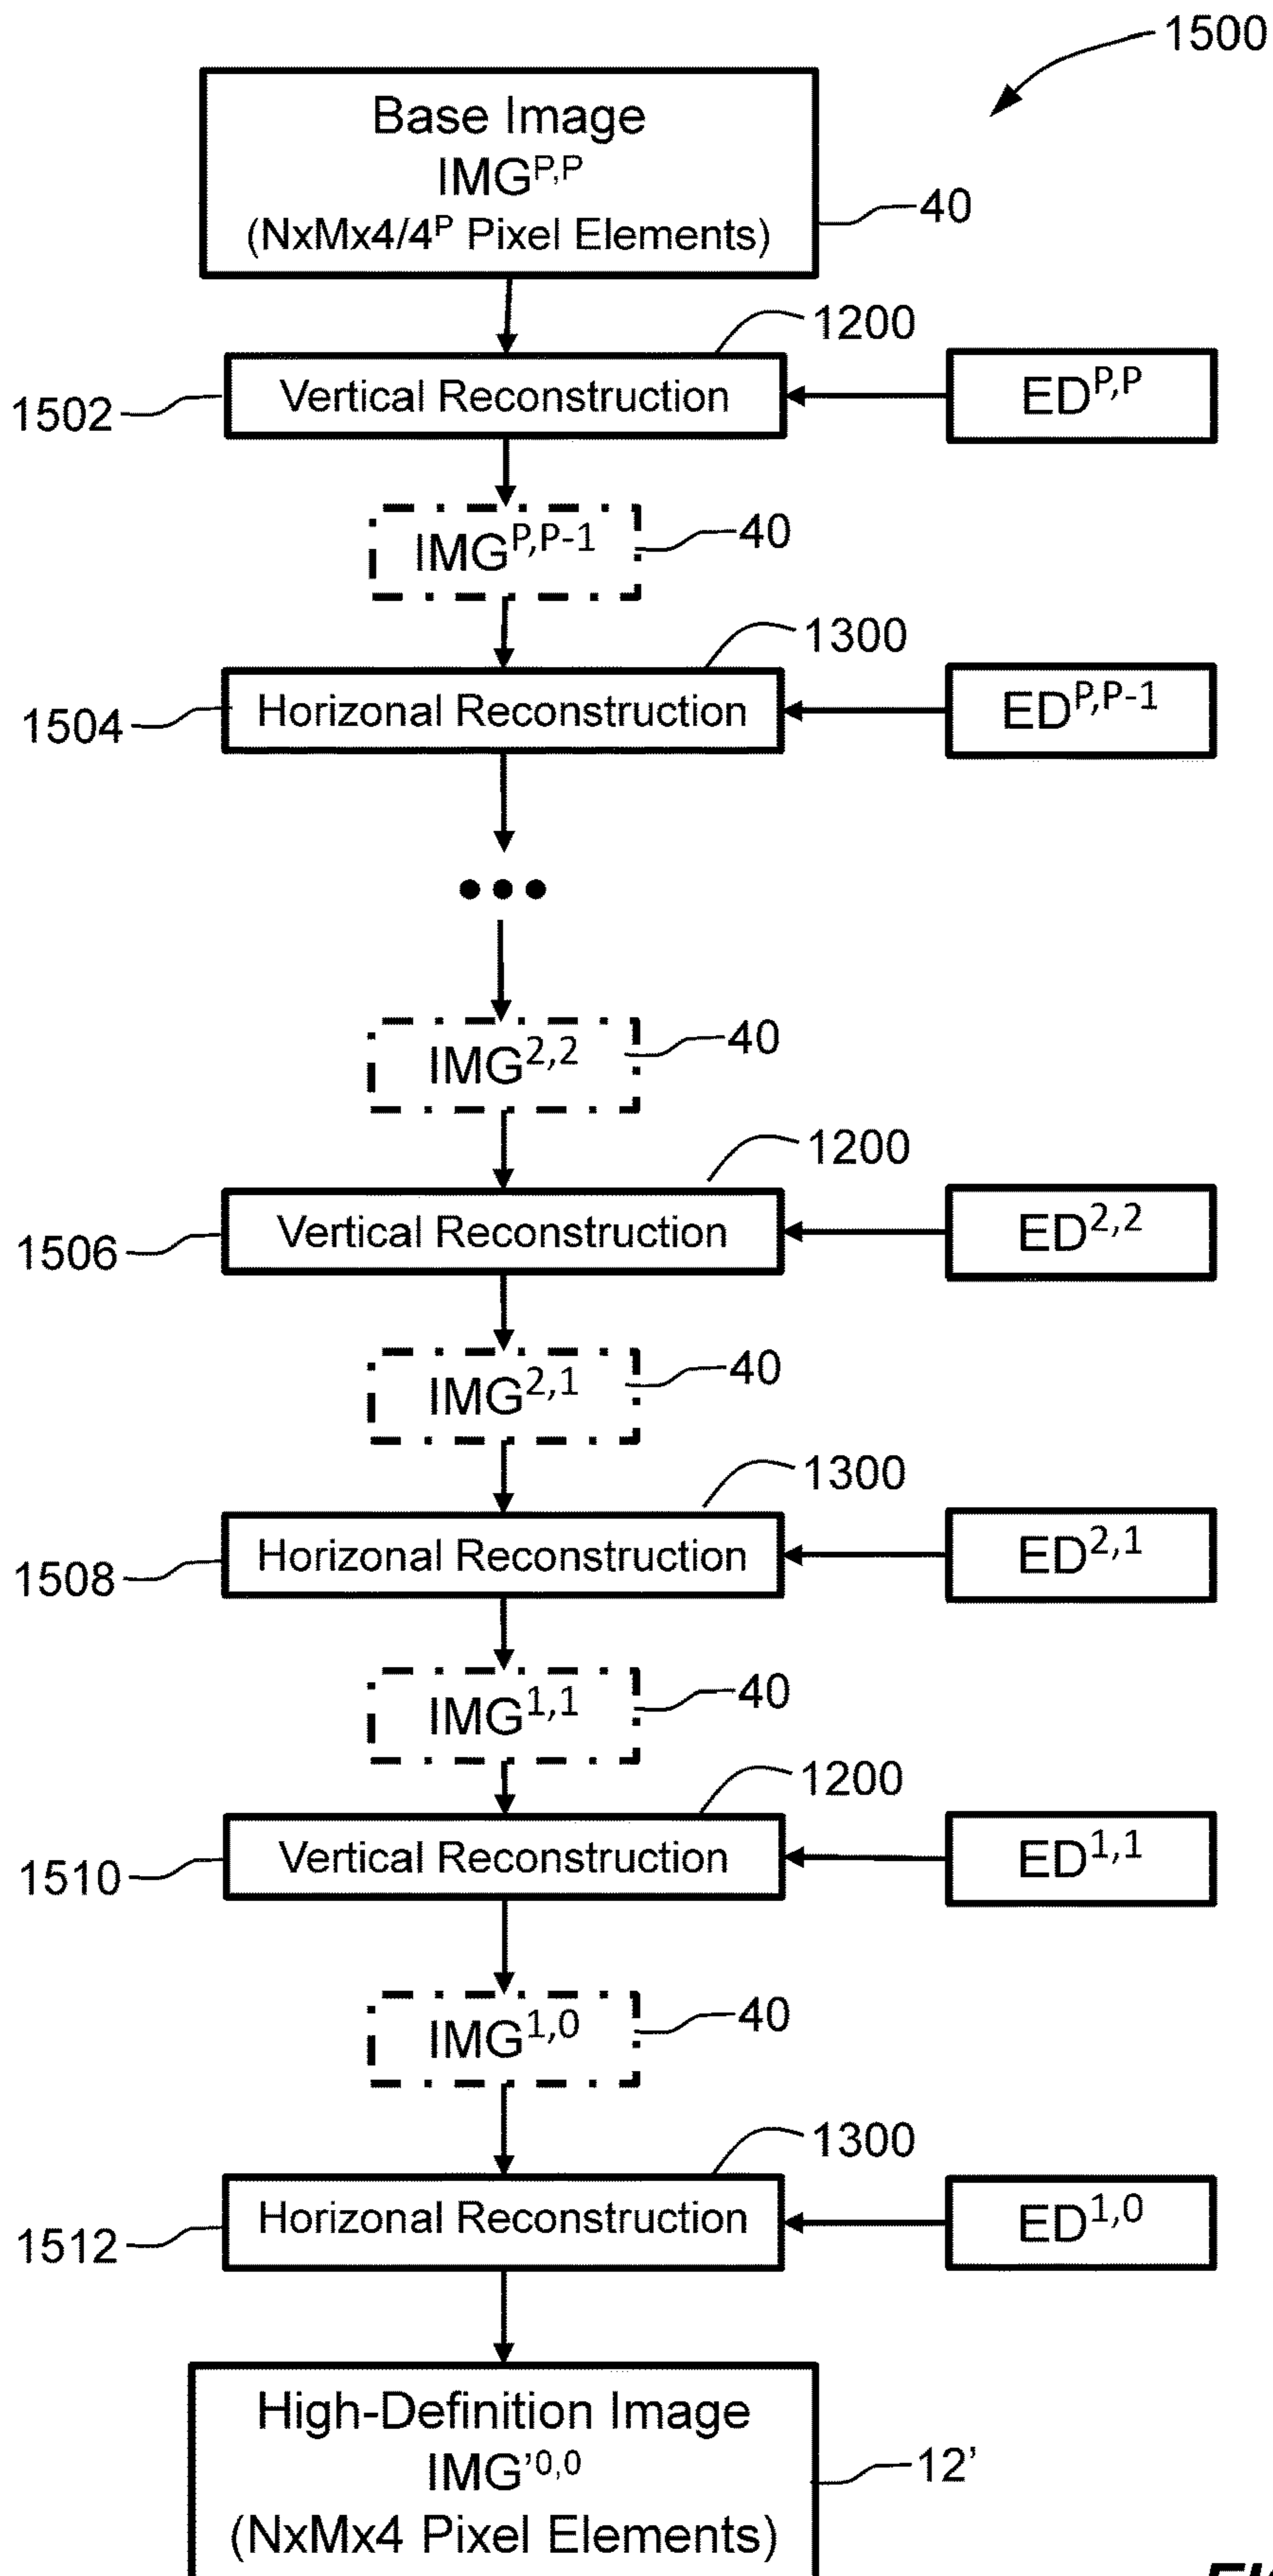 1500
Base Image
IMG^P,P
(NxMx4/4^P Pixel Elements)
40
1200
1502
Vertical Reconstruction
ED^P,P
IMG^P,P-1
40
1300
1504
Horizonal Reconstruction
ED^P,P-1
•••
IMG^2,2
40
1200
1506
Vertical Reconstruction
ED^2,2
IMG^2,1
40
1300
1508
Horizonal Reconstruction
ED^2,1
IMG^1,1
40
1200
1510
Vertical Reconstruction
ED^1,1
IMG^1,0
40
1300
1512
Horizonal Reconstruction
ED^1,0
High-Definition Image
IMG'^0,0
(NxMx4 Pixel Elements)
12'